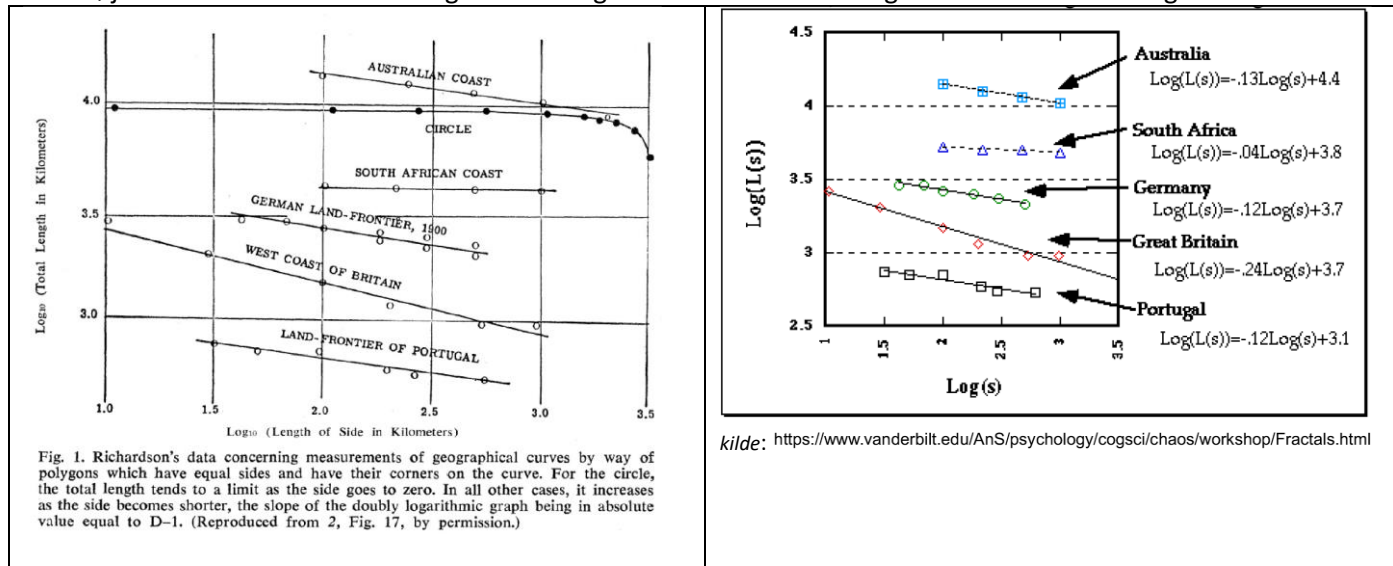 AUSTRALIAN COAST
4.0
CIRCLE
SOUTH AFRICAN COAST
GERMAN LAND-FRONTIER, 1900
3.5
WEST COAST OF BRITAIN
3.0
LAND-FRONTIER OF PORTUGAL
Log₁₀ (Total Length in Kilometers)
1.0 1.5 2.0 2.5 3.0 3.5
Log₁₀ (Length of Side in Kilometers)
Fig. 1. Richardson's data concerning measurements of geographical curves by way of
polygons which have equal sides and have their corners on the curve. For the circle,
the total length tends to a limit as the side goes to zero. In all other cases, it increases
as the side becomes shorter, the slope of the doubly logarithmic graph being in absolute
value equal to D–1. (Reproduced from 2, Fig. 17, by permission.)
4.5
4
3.5
3
2.5
Log(L(s))
1 1.5 2 2.5 3 3.5
Log(s)
Australia
Log(L(s))=-.13Log(s)+4.4
South Africa
Log(L(s))=-.04Log(s)+3.8
Germany
Log(L(s))=-.12Log(s)+3.7
Great Britain
Log(L(s))=-.24Log(s)+3.7
Portugal
Log(L(s))=-.12Log(s)+3.1
kilde: https://www.vanderbilt.edu/AnS/psychology/cogsci/chaos/workshop/Fractals.html